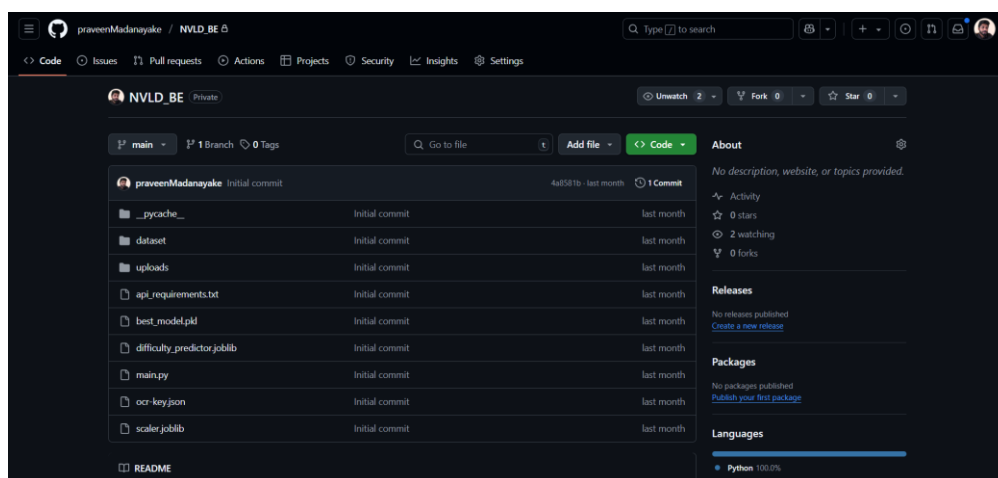 praveenMadanayake / NVLD_BE
Type / to search
Code Issues Pull requests Actions Projects Security Insights Settings
NVLD_BE Private
Unwatch 2 Fork 0 Star 0
main 1 Branch 0 Tags
Go to file t Add file Code
praveenMadanayake Initial commit 4a8581b · last month 1 Commit
__pycache__ Initial commit last month
dataset Initial commit last month
uploads Initial commit last month
api_requirements.txt Initial commit last month
best_model.pkl Initial commit last month
difficulty_predictor.joblib Initial commit last month
main.py Initial commit last month
ocr-key.json Initial commit last month
scaler.joblib Initial commit last month
README
About
No description, website, or topics provided.
Activity
0 stars
2 watching
0 forks
Releases
No releases published
Create a new release
Packages
No packages published
Publish your first package
Languages
Python 100.0%